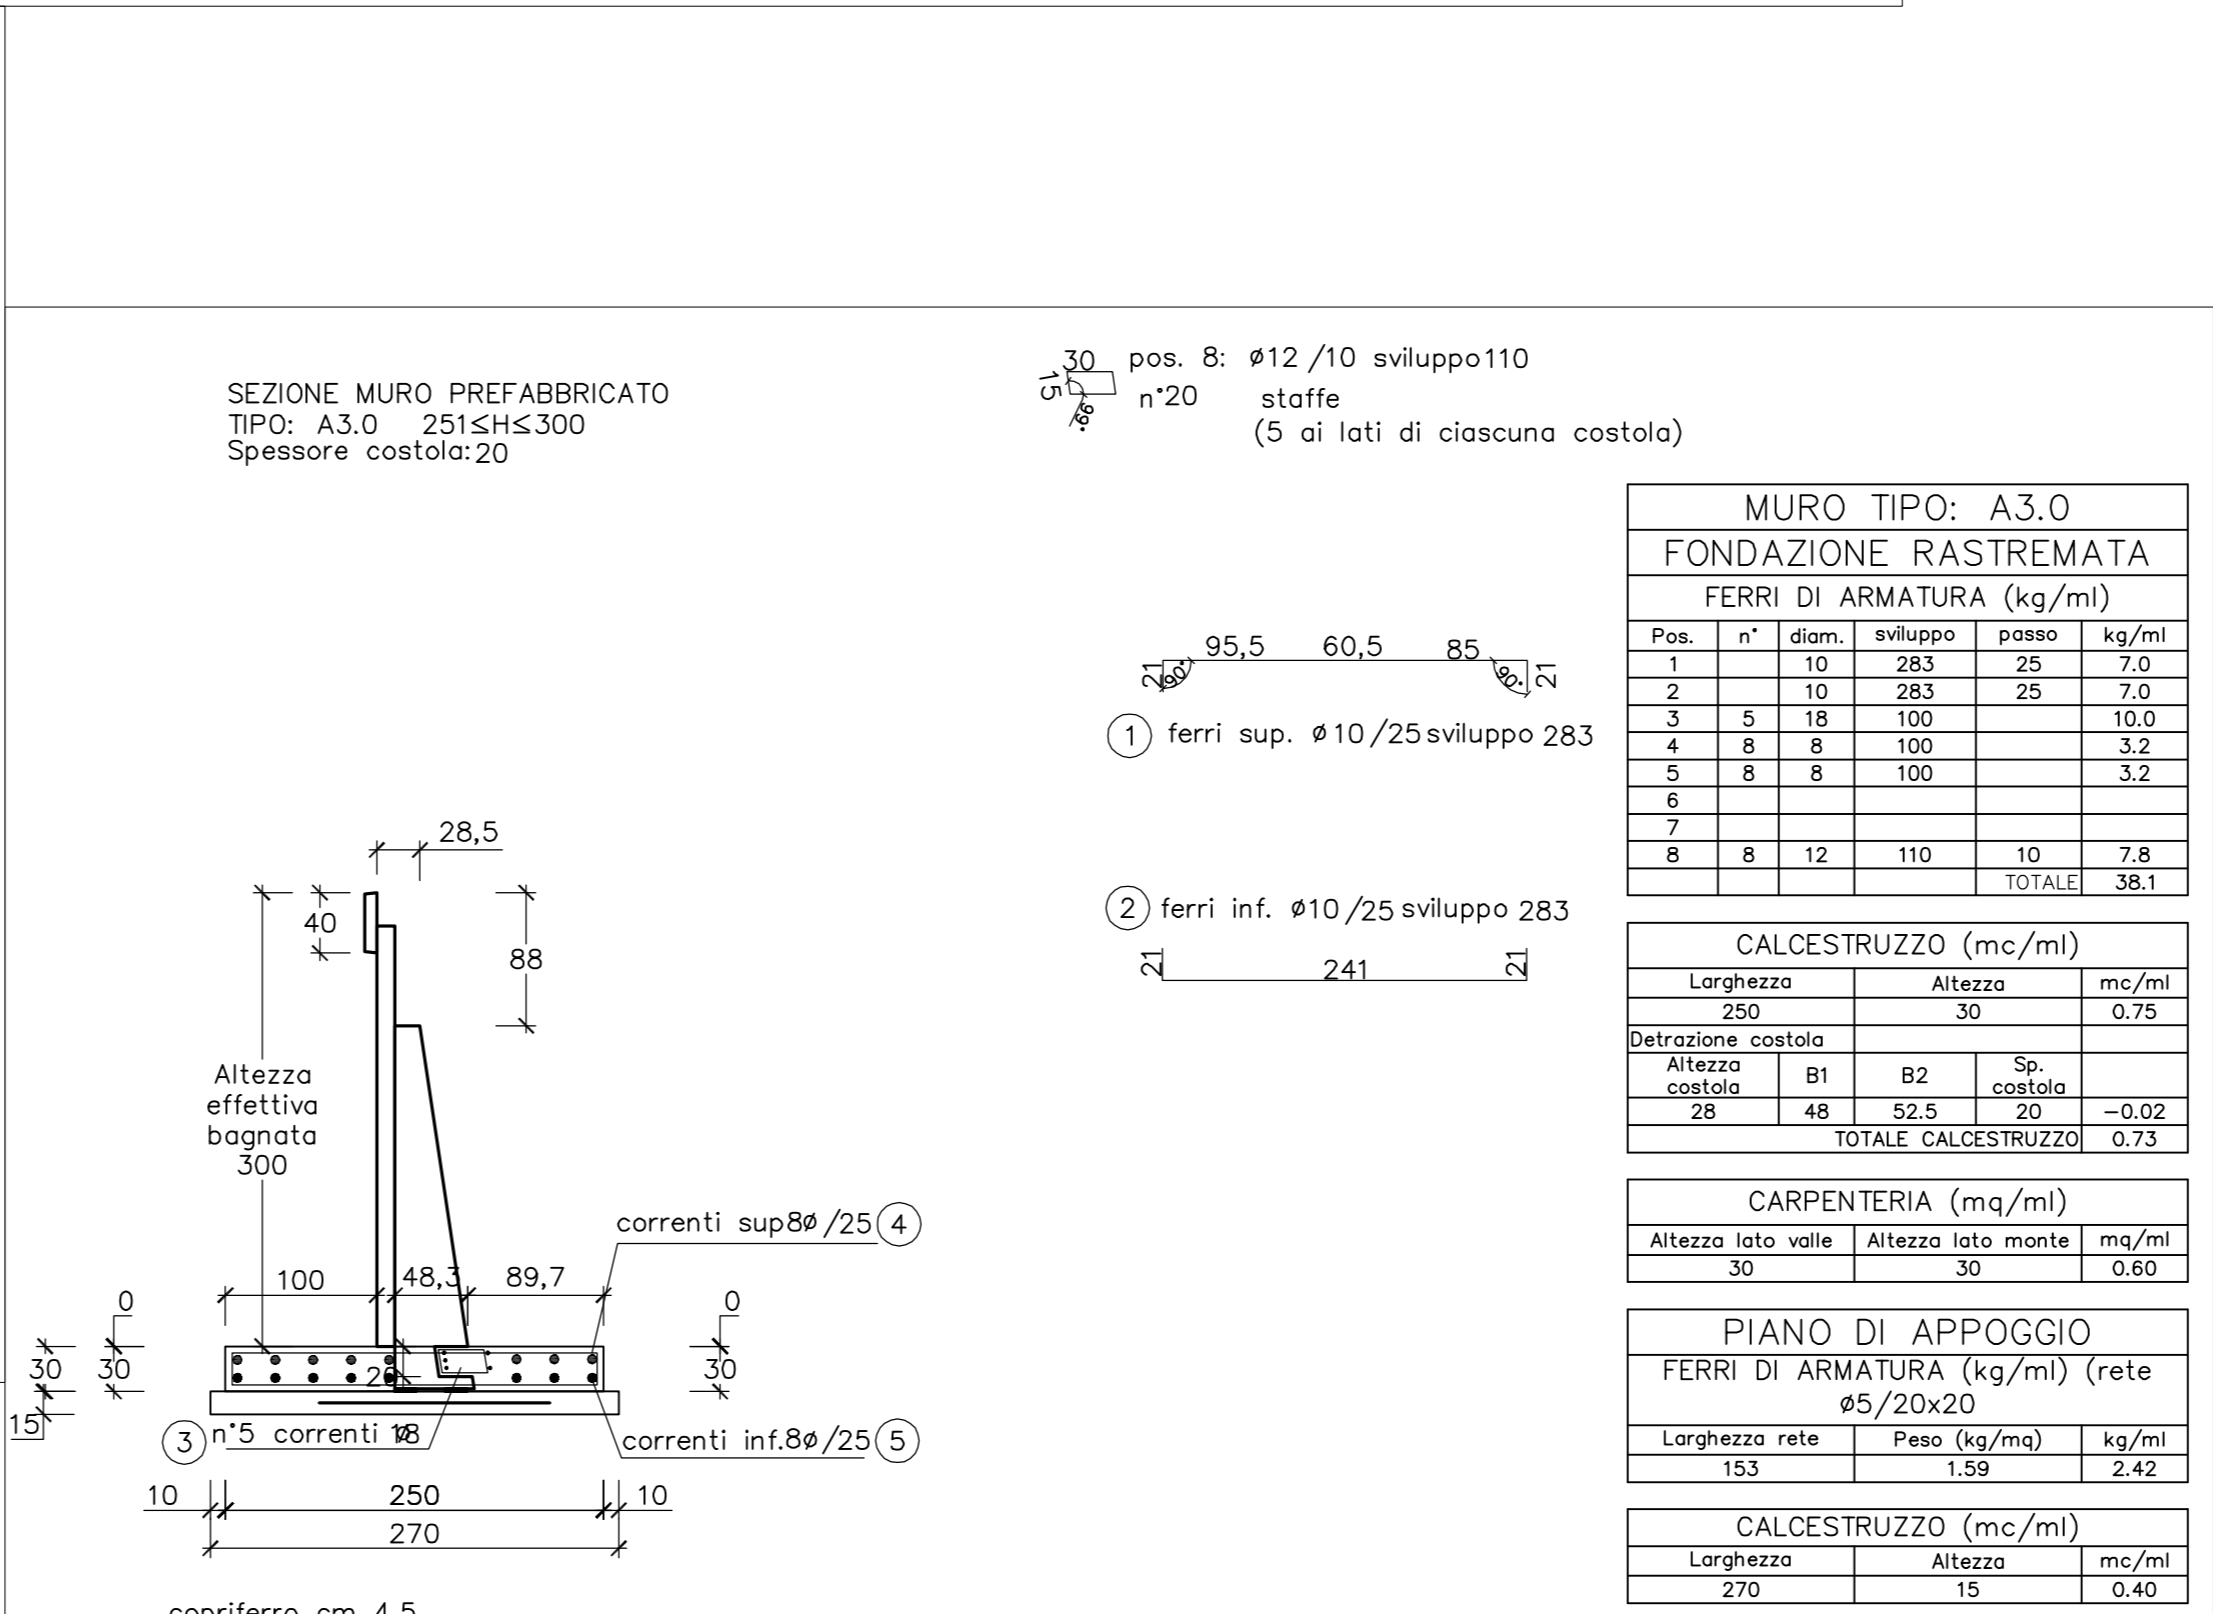 SEZIONE MURO PREFABBRICATO
TIPO: A3.0 251≤H≤300
Spessore costola: 20
30
15
99°
pos. 8: ø12 /10 sviluppo 110
n°20 staffe
(5 ai lati di ciascuna costola)
95,5 60,5 85
21 90° 90° 21
1 ferri sup. ø10 /25 sviluppo 283
2 ferri inf. ø10 /25 sviluppo 283
21 241 21
28,5
40
88
Altezza
effettiva
bagnata
300
correnti sup8ø /25 4
100 48,3 89,7
0 0
30 30 20 30
15
3 n°5 correnti ø18
correnti inf.8ø /25 5
10 250 10
270
copriferro cm 4,5
MURO TIPO: A3.0
FONDAZIONE RASTREMATA
FERRI DI ARMATURA (kg/ml)
Pos. n° diam. sviluppo passo kg/ml
1 10 283 25 7.0
2 10 283 25 7.0
3 5 18 100 10.0
4 8 8 100 3.2
5 8 8 100 3.2
6
7
8 8 12 110 10 7.8
TOTALE 38.1
CALCESTRUZZO (mc/ml)
Larghezza Altezza mc/ml
250 30 0.75
Detrazione costola
Altezza costola B1 B2 Sp. costola
28 48 52.5 20 −0.02
TOTALE CALCESTRUZZO 0.73
CARPENTERIA (mq/ml)
Altezza lato valle Altezza lato monte mq/ml
30 30 0.60
PIANO DI APPOGGIO
FERRI DI ARMATURA (kg/ml) (rete
ø5/20x20
Larghezza rete Peso (kg/mq) kg/ml
153 1.59 2.42
CALCESTRUZZO (mc/ml)
Larghezza Altezza mc/ml
270 15 0.40